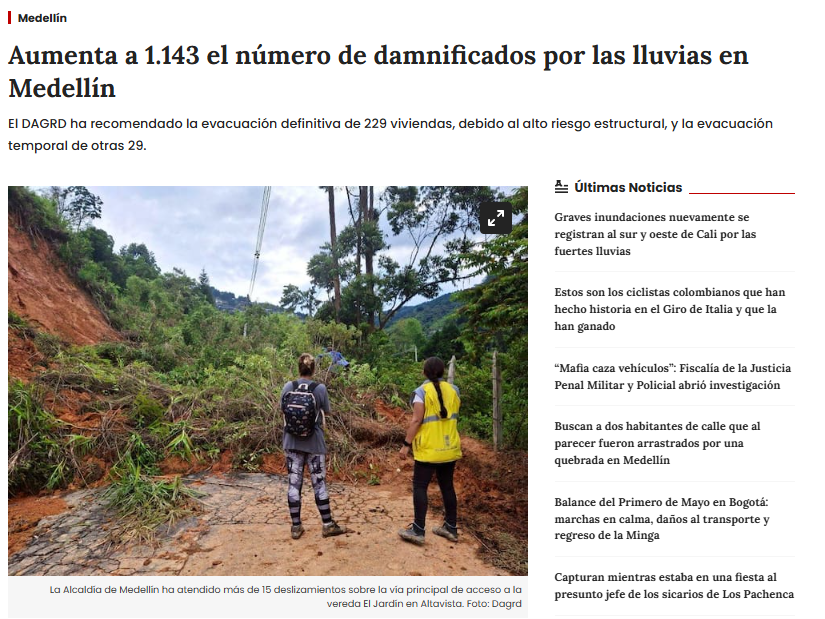 Medellín
Aumenta a 1.143 el número de damnificados por las lluvias en
Medellín
El DAGRD ha recomendado la evacuación definitiva de 229 viviendas, debido al alto riesgo estructural, y la evacuación
temporal de otras 29.
La Alcaldía de Medellín ha atendido más de 15 deslizamientos sobre la vía principal de acceso a la
vereda El Jardín en Altavista. Foto: Dagrd
Últimas Noticias
Graves inundaciones nuevamente se
registran al sur y oeste de Cali por las
fuertes lluvias
Estos son los ciclistas colombianos que han
hecho historia en el Giro de Italia y que la
han ganado
“Mafia caza vehículos”: Fiscalía de la Justicia
Penal Militar y Policial abrió investigación
Buscan a dos habitantes de calle que al
parecer fueron arrastrados por una
quebrada en Medellín
Balance del Primero de Mayo en Bogotá:
marchas en calma, daños al transporte y
regreso de la Minga
Capturan mientras estaba en una fiesta al
presunto jefe de los sicarios de Los Pachenca